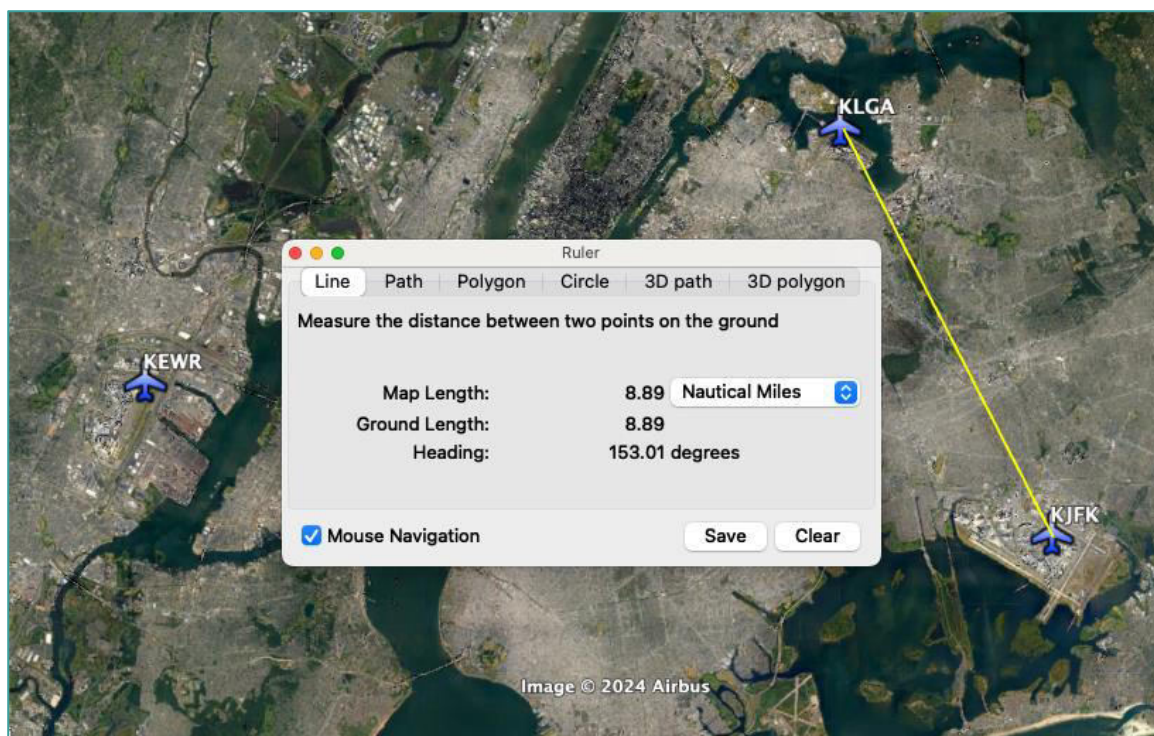 KLGA
Ruler
Line Path Polygon Circle 3D path 3D polygon
Measure the distance between two points on the ground
KEWR
Map Length: 8.89 Nautical Miles
Ground Length: 8.89
Heading: 153.01 degrees
KJFK
Mouse Navigation Save Clear
Image © 2024 Airbus